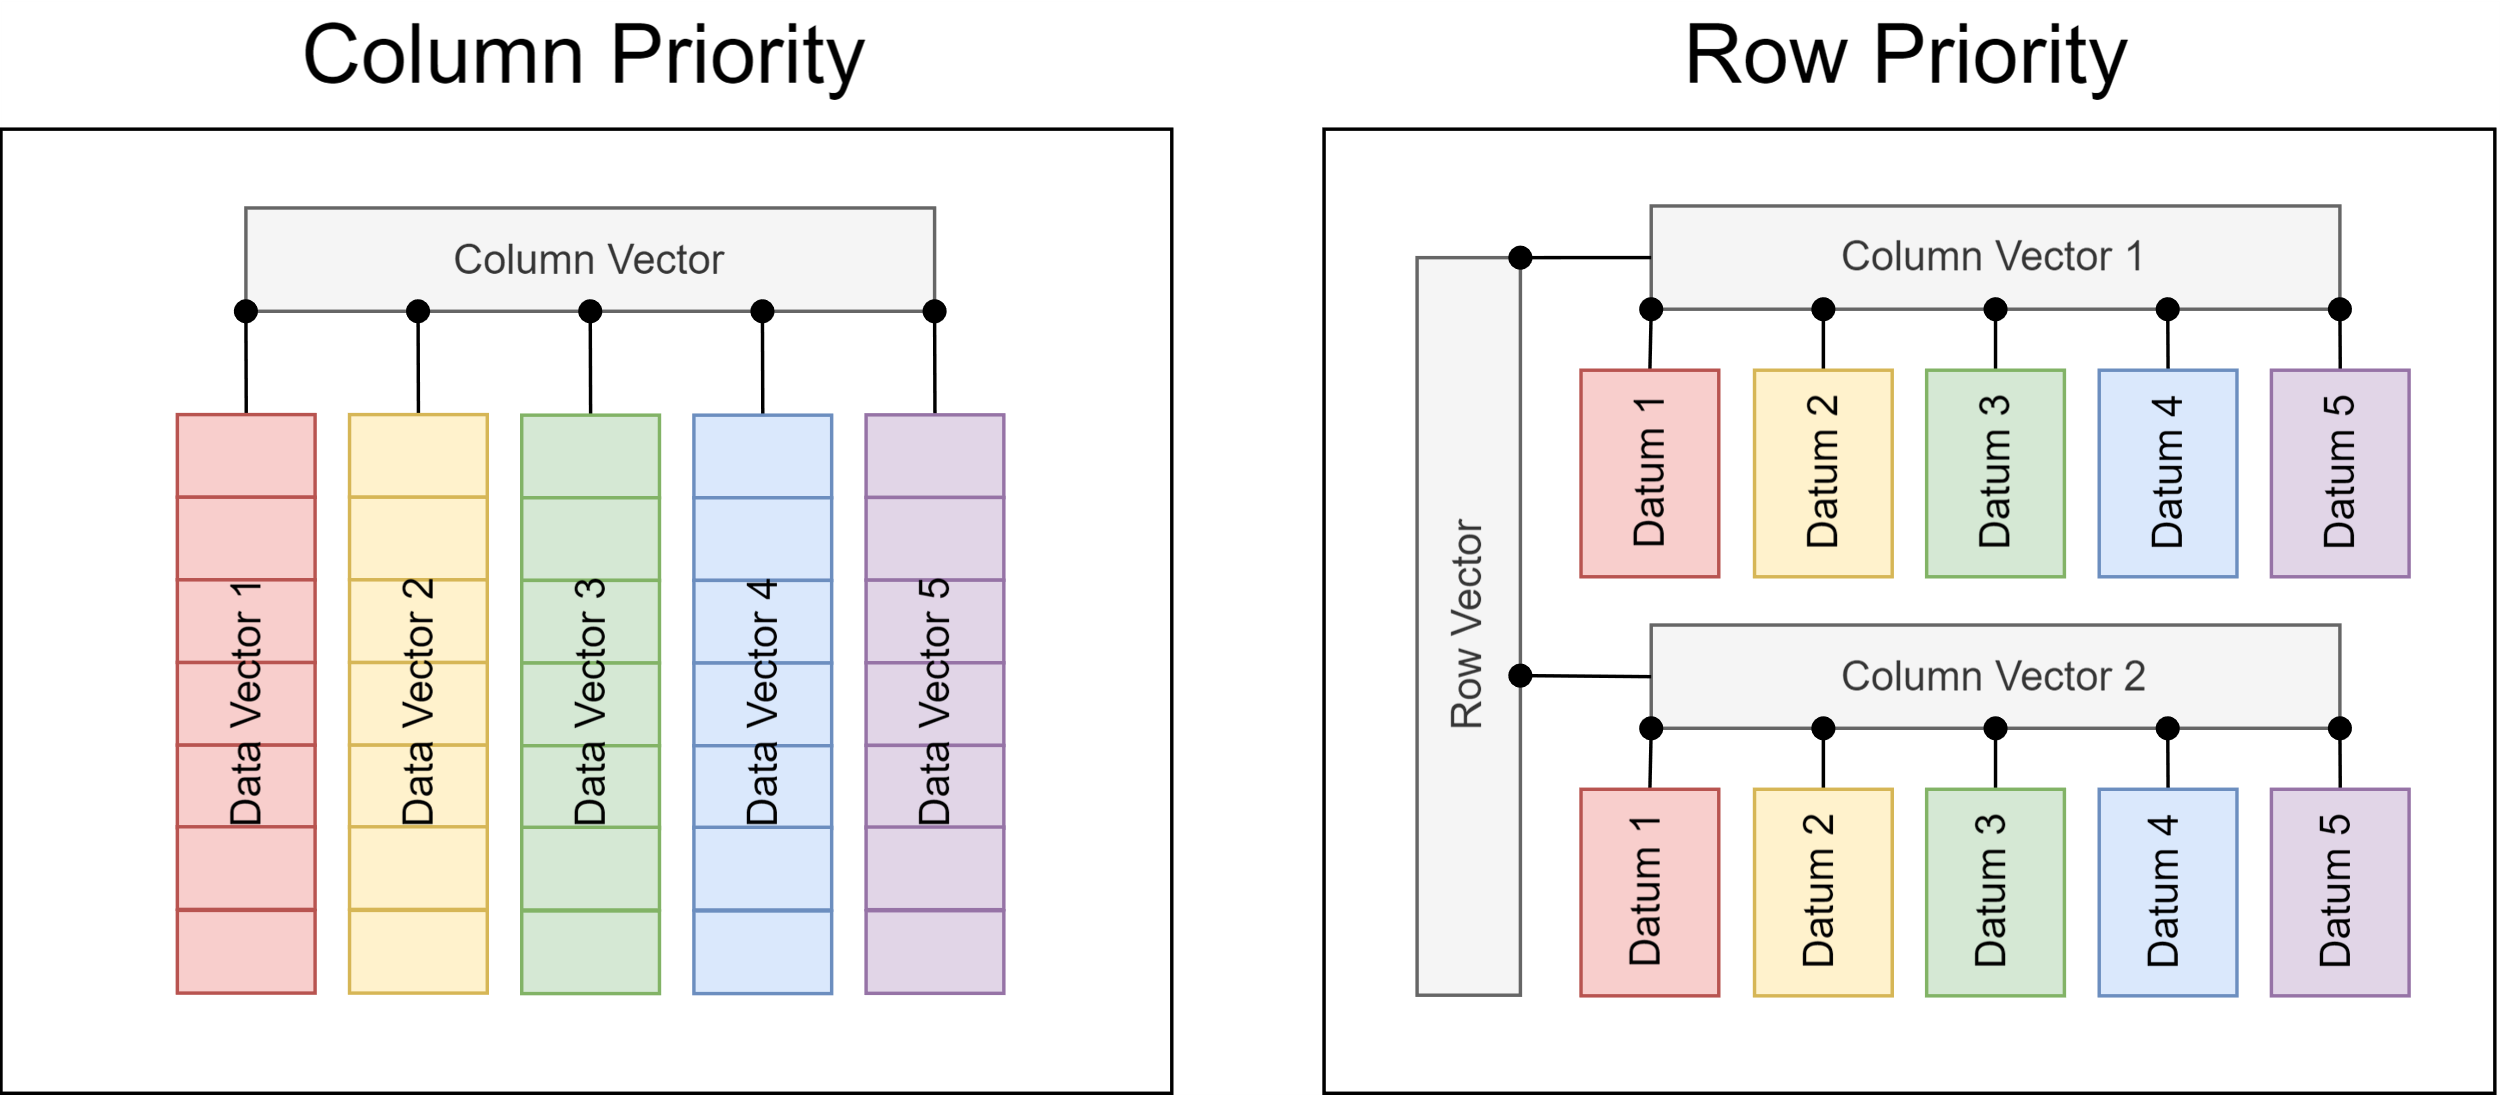 Column Priority
Column Vector
Data Vector 1
Data Vector 2
Data Vector 3
Data Vector 4
Data Vector 5
Row Priority
Row Vector
Column Vector 1
Datum 1
Datum 2
Datum 3
Datum 4
Datum 5
Column Vector 2
Datum 1
Datum 2
Datum 3
Datum 4
Datum 5